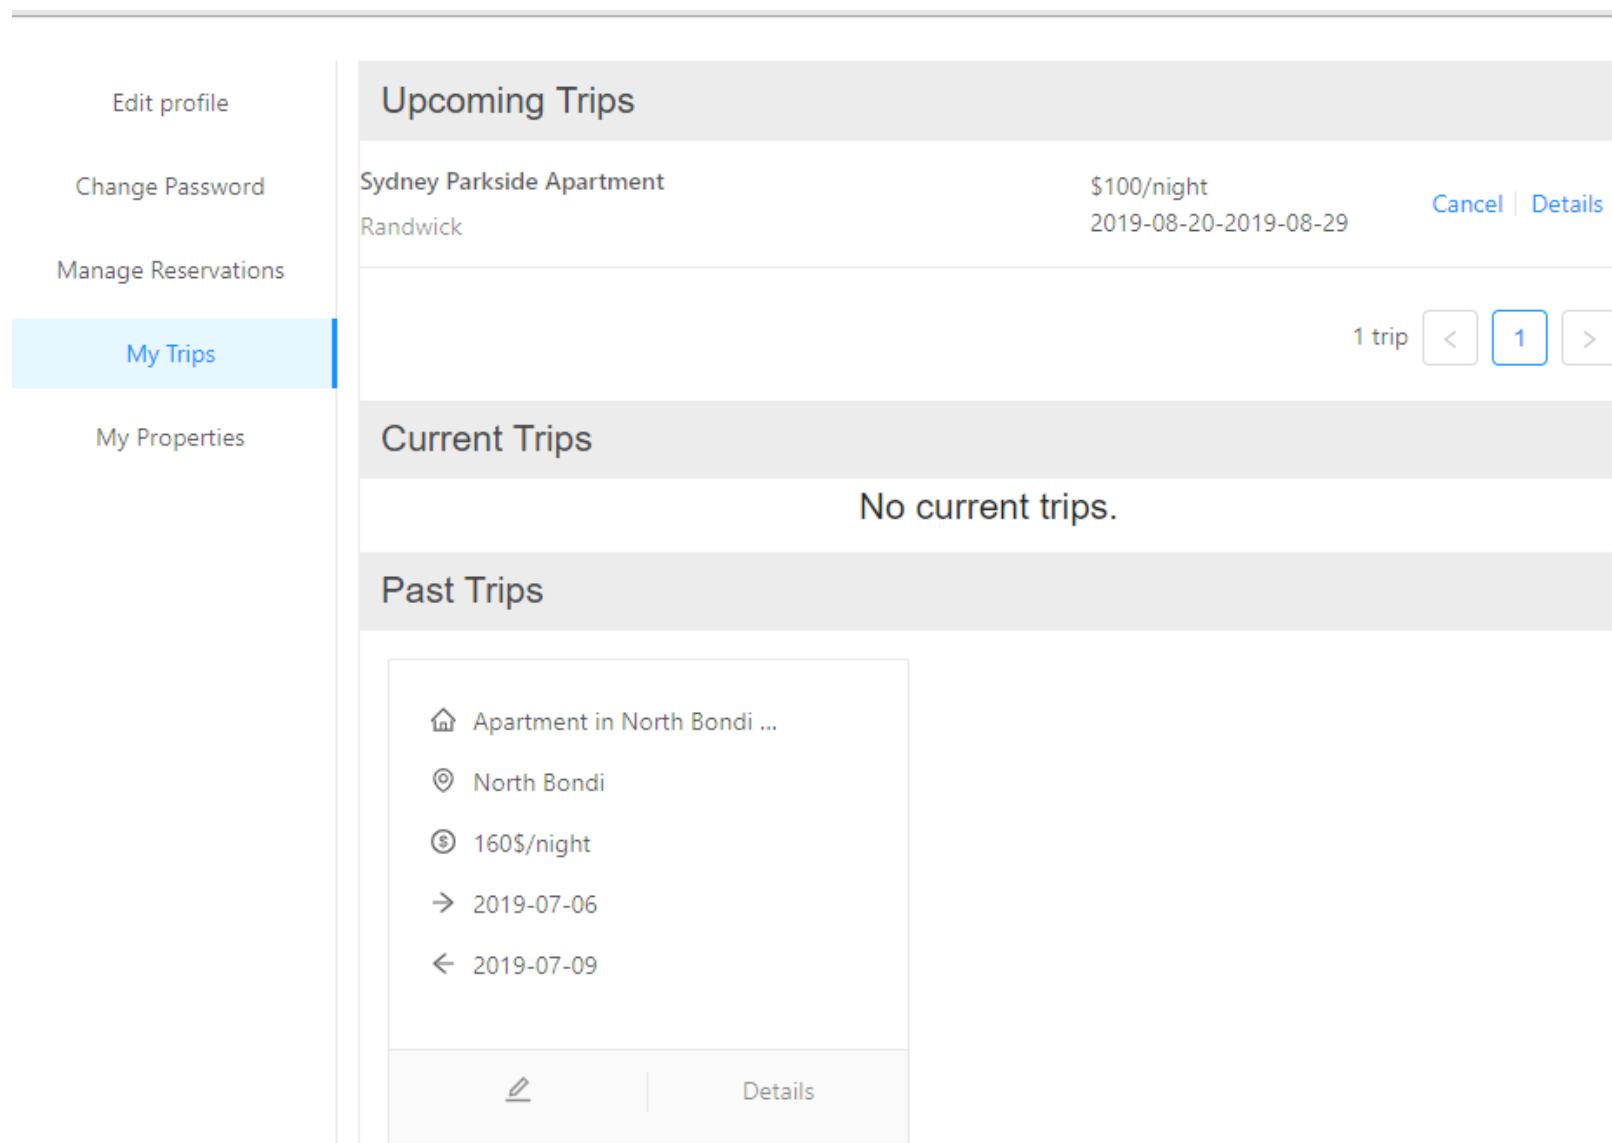 Edit profile
Change Password
Manage Reservations
My Trips
My Properties
Upcoming Trips
Sydney Parkside Apartment
Randwick
$100/night
2019-08-20-2019-08-29
Cancel
Details
1 trip < 1 >
Current Trips
No current trips.
Past Trips
Apartment in North Bondi ...
North Bondi
160$/night
2019-07-06
2019-07-09
Details